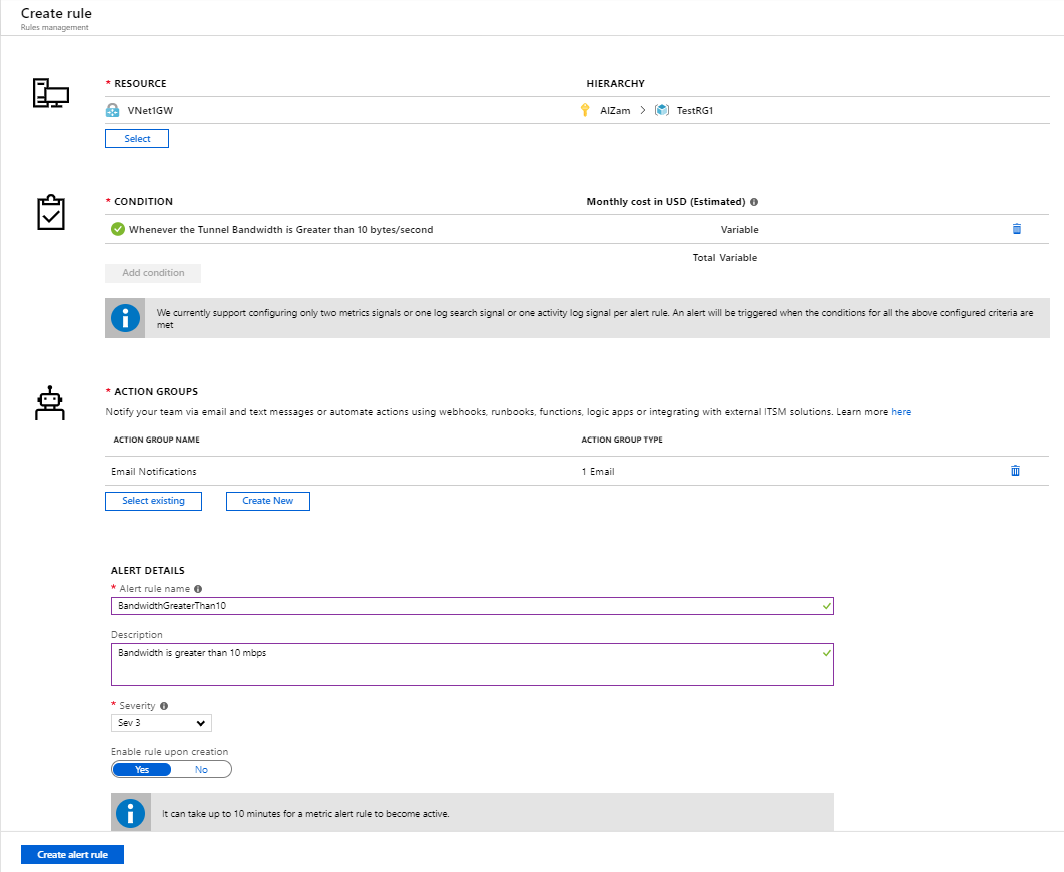 Create rule
Rules management
* RESOURCE
HIERARCHY
VNet1GW
AIZam > TestRG1
Select
* CONDITION
Monthly cost in USD (Estimated)
Whenever the Tunnel Bandwidth is Greater than 10 bytes/second
Variable
Total Variable
Add condition
We currently support configuring only two metrics signals or one log search signal or one activity log signal per alert rule. An alert will be triggered when the conditions for all the above configured criteria are
met
* ACTION GROUPS
Notify your team via email and text messages or automate actions using webhooks, runbooks, functions, logic apps or integrating with external ITSM solutions. Learn more here
ACTION GROUP NAME
ACTION GROUP TYPE
Email Notifications
1 Email
Select existing
Create New
ALERT DETAILS
* Alert rule name
BandwidthGreaterThan10
Description
Bandwidth is greater than 10 mbps
* Severity
Sev 3
Enable rule upon creation
Yes
No
It can take up to 10 minutes for a metric alert rule to become active.
Create alert rule